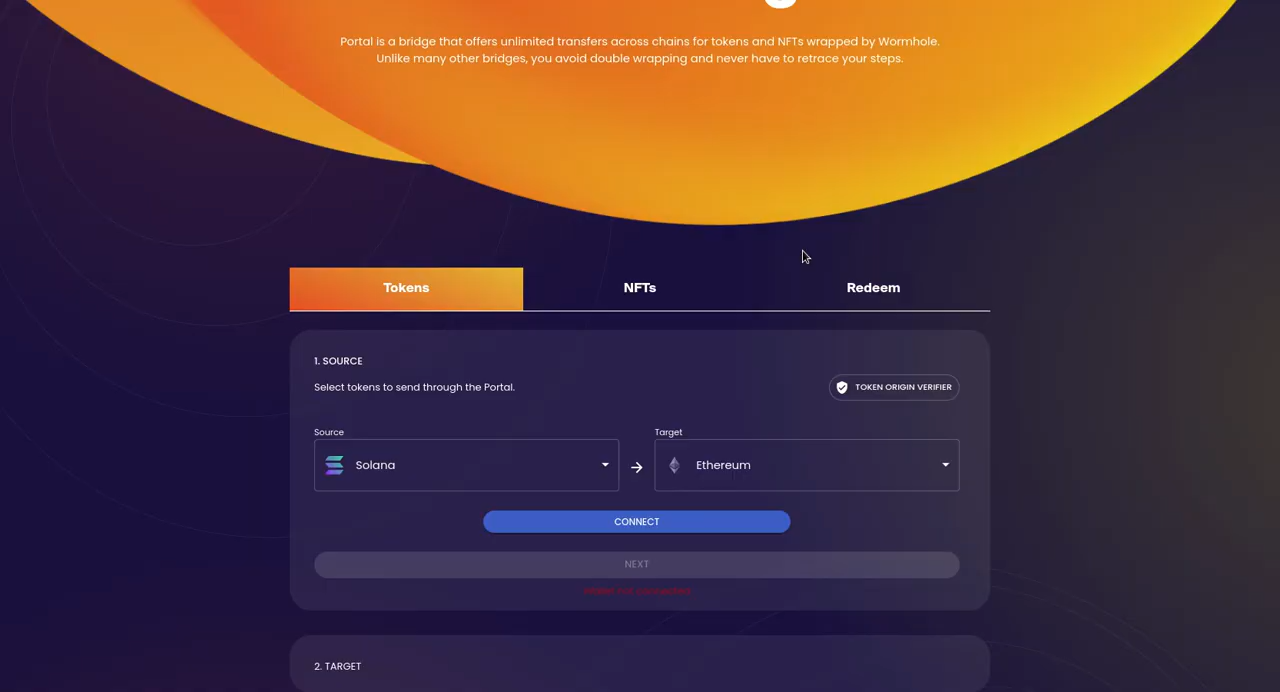 Portal is a bridge that offers unlimited transfers across chains for tokens and NFTs wrapped by Wormhole.
Unlike many other bridges, you avoid double wrapping and never have to retrace your steps.
Tokens NFTs Redeem
1. SOURCE
Select tokens to send through the Portal.
TOKEN ORIGIN VERIFIER
Source Target
Solana Ethereum
CONNECT
NEXT
2. TARGET